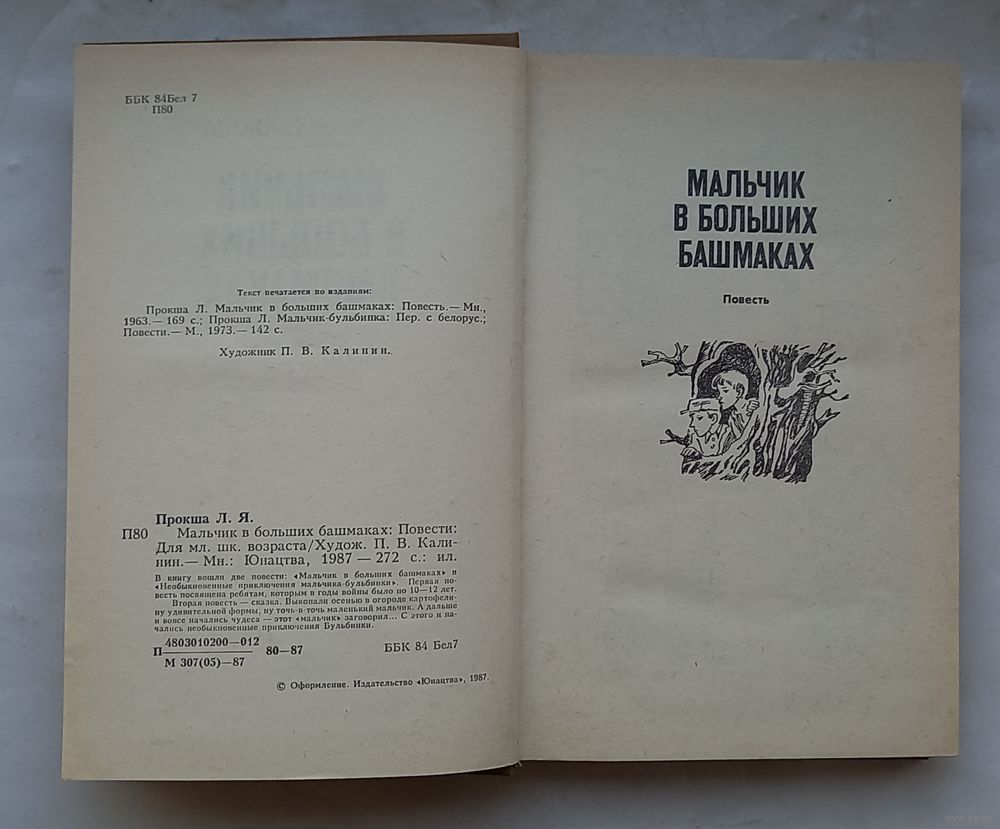 ББК 84Бел 7
П80
Текст печатается по изданиям:
Прокша Л. Мальчик в больших башмаках: Повесть.— Мн.,
1963.— 169 с.; Прокша Л. Мальчик-бульбинка: Пер. с белорус.;
Повести.— М., 1973.— 142 с.
Художник П. В. Калинин.
Прокша Л. Я.
П80 Мальчик в больших башмаках: Повести:
Для мл. шк. возраста/Худож. П. В. Кали-
нин.— Мн.: Юнацтва, 1987 — 272 с.: ил.
В книгу вошли две повести: «Мальчик в больших башмаках» и
«Необыкновенные приключения мальчика-бульбинки». Первая по-
весть посвящена ребятам, которым в годы войны было по 10—12 лет.
Вторая повесть — сказка. Выкопали осенью в огороде картофели-
ну удивительной формы, ну точь-в-точь маленький мальчик. А дальше
и вовсе начались чудеса — этот «мальчик» заговорил... С этого и на-
чались необыкновенные приключения Бульбинки.
П 4803010200—012 80—87 ББК 84 Бел7
М 307(05)—87
© Оформление. Издательство «Юнацтва», 1987.
МАЛЬЧИК
В БОЛЬШИХ
БАШМАКАХ
Повесть
www.ay.by